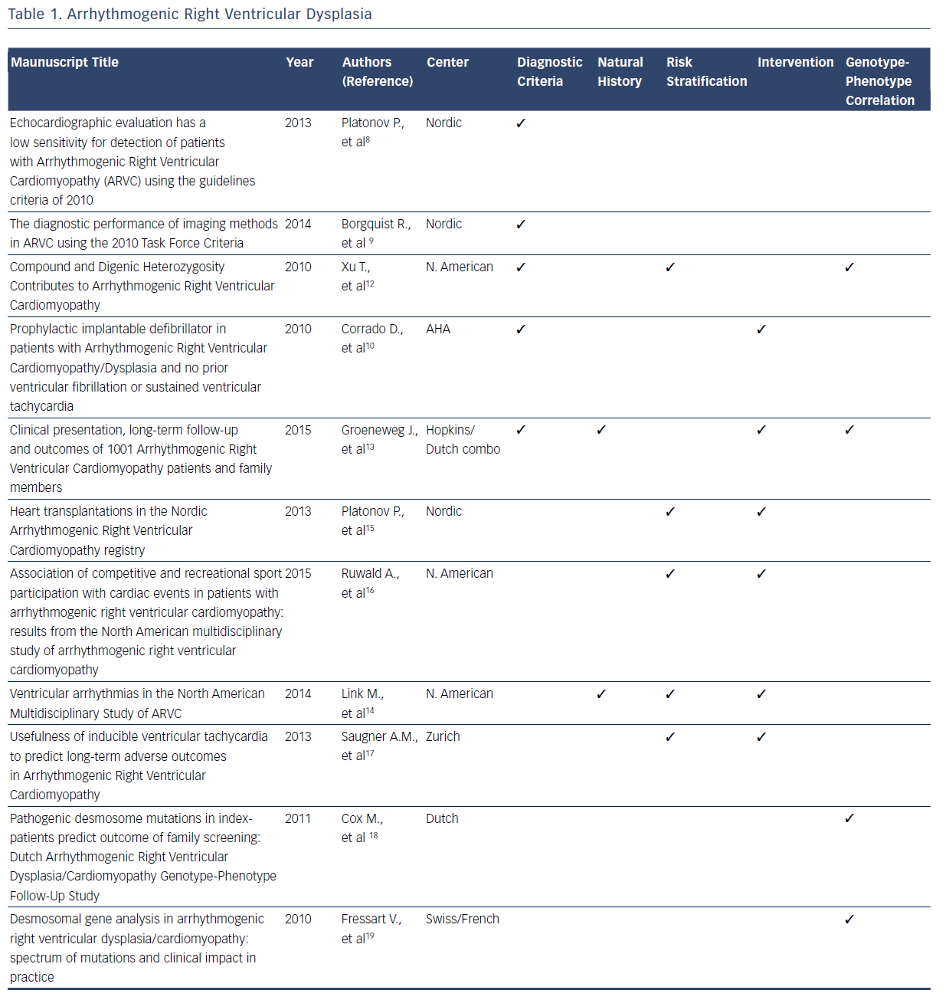 Table 1. Arrhythmogenic Right Ventricular Dysplasia
Maunuscript Title Year Authors Center Diagnostic Natural Risk Intervention Genotype-
(Reference) Criteria History Stratification Phenotype
Correlation
Echocardiographic evaluation has a 2013 Platonov P., Nordic ✓
low sensitivity for detection of patients et al8
with Arrhythmogenic Right Ventricular
Cardiomyopathy (ARVC) using the guidelines
criteria of 2010
The diagnostic performance of imaging methods 2014 Borgquist R., Nordic ✓
in ARVC using the 2010 Task Force Criteria et al 9
Compound and Digenic Heterozygosity 2010 Xu T., N. American ✓ ✓ ✓
Contributes to Arrhythmogenic Right Ventricular et al12
Cardiomyopathy
Prophylactic implantable defibrillator in 2010 Corrado D., AHA ✓ ✓
patients with Arrhythmogenic Right Ventricular et al10
Cardiomyopathy/Dysplasia and no prior
ventricular fibrillation or sustained ventricular
tachycardia
Clinical presentation, long-term follow-up 2015 Groeneweg J., Hopkins/ ✓ ✓ ✓ ✓
and outcomes of 1001 Arrhythmogenic Right et al13 Dutch combo
Ventricular Cardiomyopathy patients and family
members
Heart transplantations in the Nordic 2013 Platonov P., Nordic ✓ ✓
Arrhythmogenic Right Ventricular et al15
Cardiomyopathy registry
Association of competitive and recreational sport 2015 Ruwald A., N. American ✓ ✓
participation with cardiac events in patients with et al16
arrhythmogenic right ventricular cardiomyopathy:
results from the North American multidisciplinary
study of arrhythmogenic right ventricular
cardiomyopathy
Ventricular arrhythmias in the North American 2014 Link M., N. American ✓ ✓ ✓
Multidisciplinary Study of ARVC et al14
Usefulness of inducible ventricular tachycardia 2013 Saugner A.M., Zurich ✓ ✓
to predict long-term adverse outcomes et al17
in Arrhythmogenic Right Ventricular
Cardiomyopathy
Pathogenic desmosome mutations in index- 2011 Cox M., Dutch ✓
patients predict outcome of family screening: et al 18
Dutch Arrhythmogenic Right Ventricular
Dysplasia/Cardiomyopathy Genotype-Phenotype
Follow-Up Study
Desmosomal gene analysis in arrhythmogenic 2010 Fressart V., Swiss/French ✓
right ventricular dysplasia/cardiomyopathy: et al19
spectrum of mutations and clinical impact in
practice